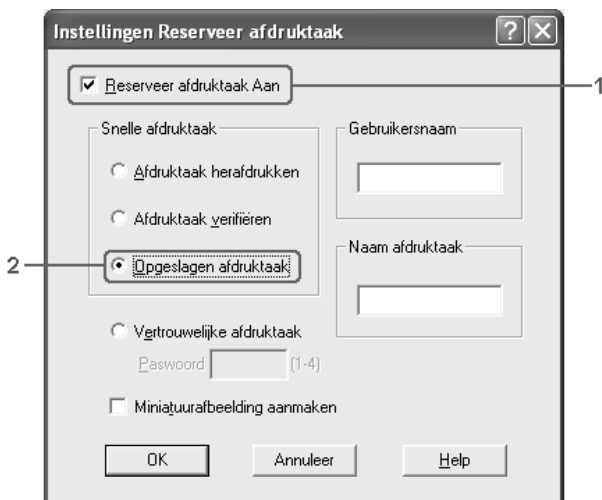 Instellingen Reserveer afdruktaak
Reserveer afdruktaak Aan
1
Snelle afdruktaak
Afdruktaak herafdrukken
Afdruktaak verifiëren
2
Opgeslagen afdruktaak
Gebruikersnaam
Naam afdruktaak
Vertrouwelijke afdruktaak
Paswoord (1-4)
Miniatuurafbeelding aanmaken
OK Annuleer Help